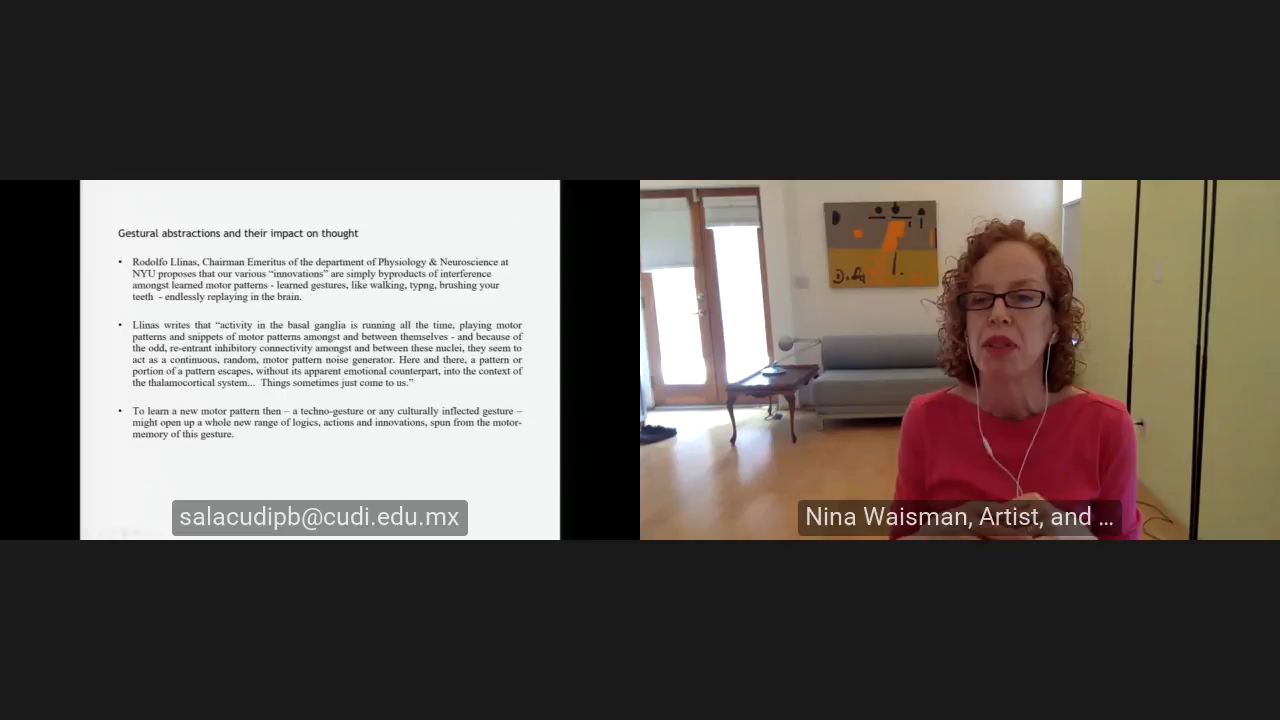 Gestural abstractions and their impact on thought
• Rodolfo Llinas, Chairman Emeritus of the department of Physiology & Neuroscience at
NYU proposes that our various “innovations” are simply byproducts of interference
amongst learned motor patterns - learned gestures, like walking, typng, brushing your
teeth - endlessly replaying in the brain.
• Llinas writes that “activity in the basal ganglia is running all the time, playing motor
patterns and snippets of motor patterns amongst and between themselves - and because of
the odd, re-entrant inhibitory connectivity amongst and between these nuclei, they seem to
act as a continuous, random, motor pattern noise generator. Here and there, a pattern or
portion of a pattern escapes, without its apparent emotional counterpart, into the context of
the thalamocortical system... Things sometimes just come to us.”
• To learn a new motor pattern then – a techno-gesture or any culturally inflected gesture –
might open up a whole new range of logics, actions and innovations, spun from the motor-
memory of this gesture.
salacudipb@cudi.edu.mx
Nina Waisman, Artist, and ...